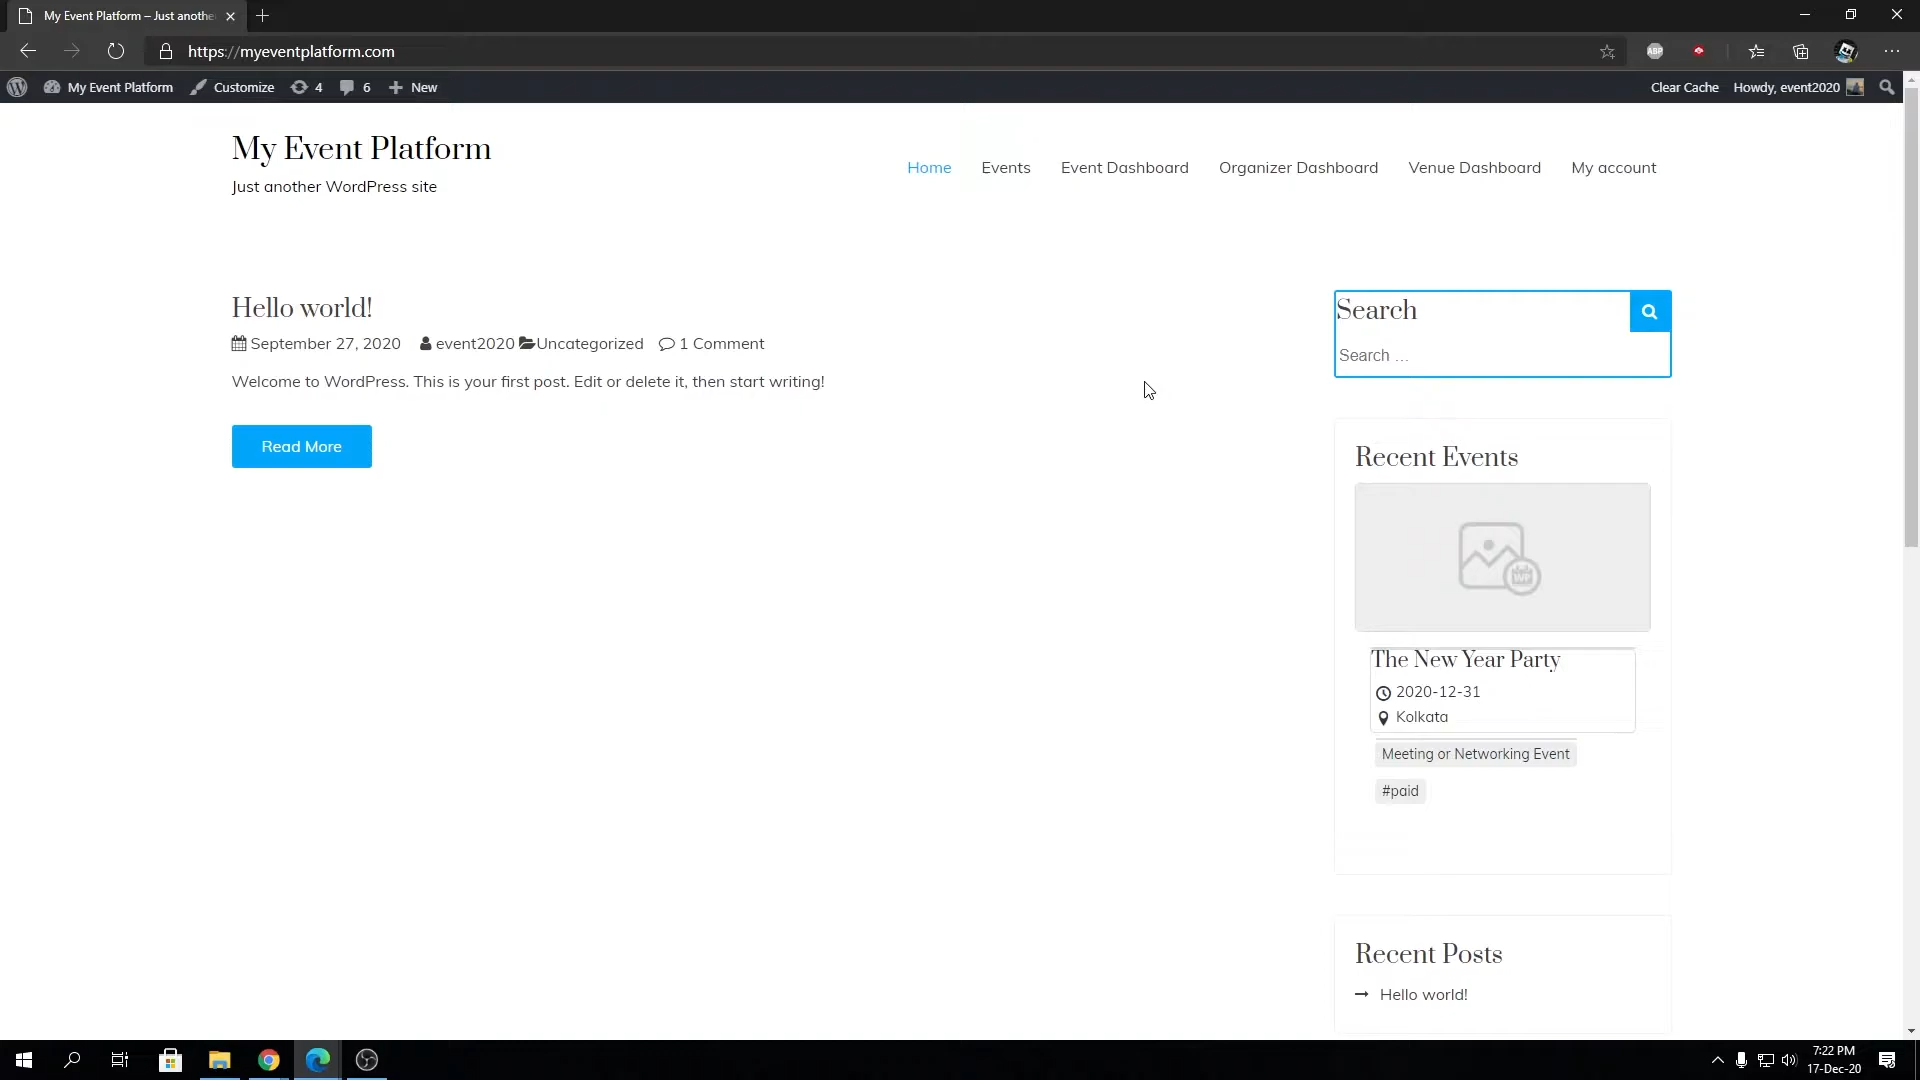 My Event Platform – Just anothe
https://myeventplatform.com
My Event Platform Customize 4 6 New Clear Cache Howdy, event2020
My Event Platform
Just another WordPress site
Home Events Event Dashboard Organizer Dashboard Venue Dashboard My account
Hello world!
September 27, 2020 event2020 Uncategorized 1 Comment
Welcome to WordPress. This is your first post. Edit or delete it, then start writing!
Read More
Search
Search …
Recent Events
WP
The New Year Party
2020-12-31
Kolkata
Meeting or Networking Event
#paid
Recent Posts
Hello world!
ABP
7:22 PM
17-Dec-20